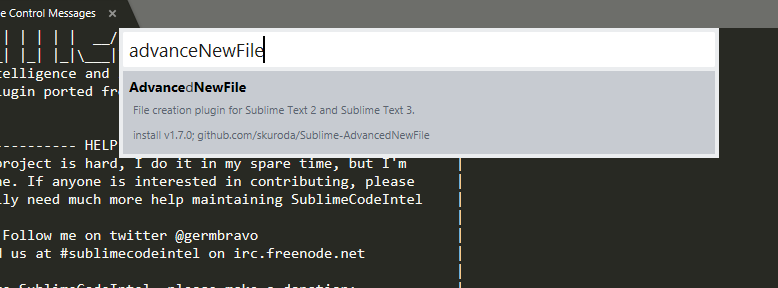 e Control Messages ×
advanceNewFile
AdvancedNewFile
File creation plugin for Sublime Text 2 and Sublime Text 3.
install v1.7.0; github.com/skuroda/Sublime-AdvancedNewFile
telligence and
lugin ported fr
---------- HELP
project is hard, I do it in my spare time, but I'm
ne. If anyone is interested in contributing, please
lly need much more help maintaining SublimeCodeIntel
Follow me on twitter @germbravo
d us at #sublimecodeintel on irc.freenode.net